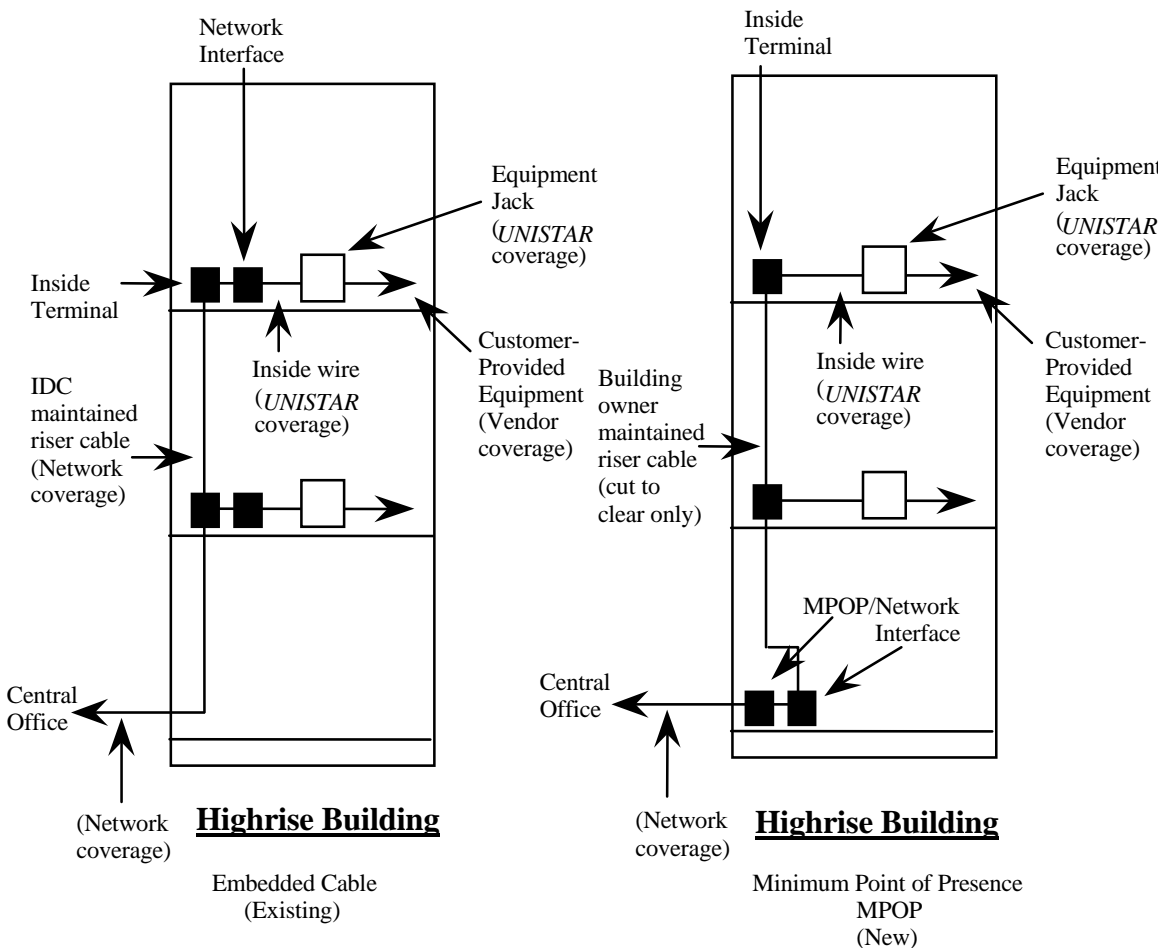 Network
Interface
Equipment
Jack
(UNISTAR
coverage)
Inside
Terminal
IDC
maintained
riser cable
(Network
coverage)
Inside wire
(UNISTAR
coverage)
Customer-
Provided
Equipment
(Vendor
coverage)
Central
Office
(Network
coverage)
Highrise Building
Embedded Cable
(Existing)
Inside
Terminal
Equipment
Jack
(UNISTAR
coverage)
Building
owner
maintained
riser cable
(cut to
clear only)
Inside wire
(UNISTAR
coverage)
Customer-
Provided
Equipment
(Vendor
coverage)
MPOP/Network
Interface
Central
Office
(Network
coverage)
Highrise Building
Minimum Point of Presence
MPOP
(New)